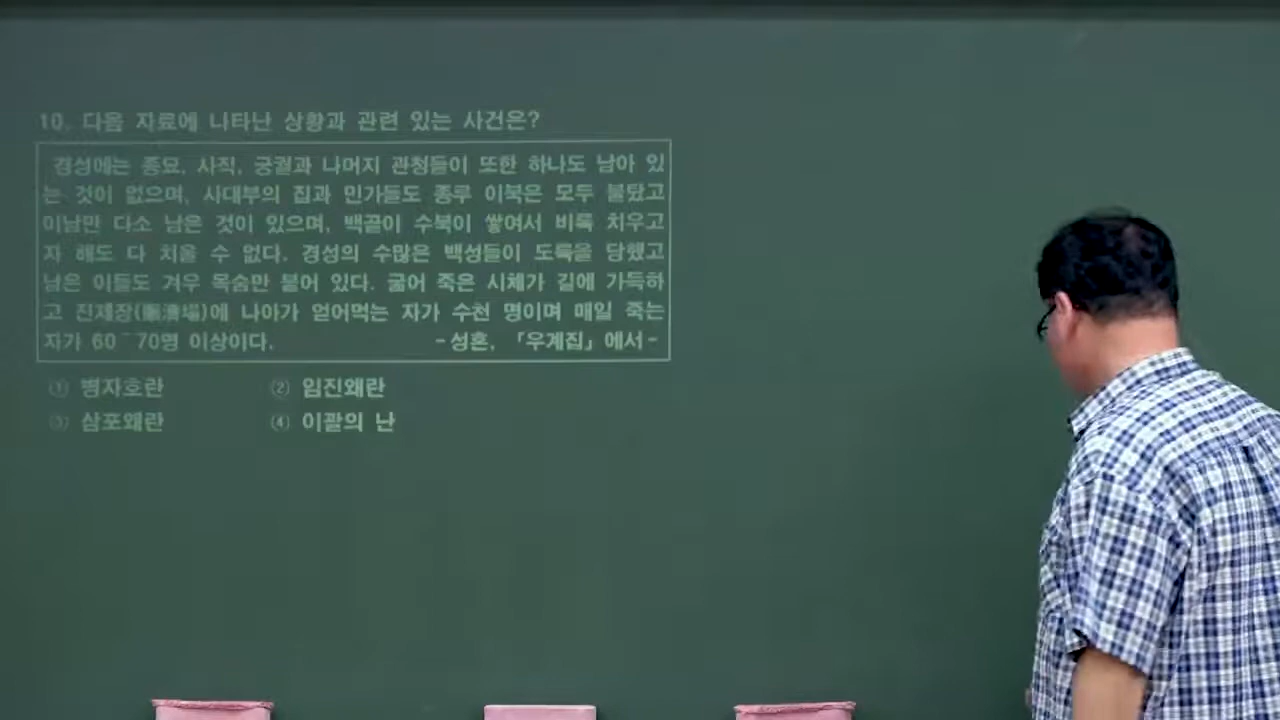 10. 다음 자료에 나타난 상황과 관련 있는 사건은?
경성에는 종묘, 사직, 궁궐과 나머지 관청들이 또한 하나도 남아 있
는 것이 없으며, 사대부의 집과 민가들도 종루 이북은 모두 불탔고
이남만 다소 남은 것이 있으며, 백골이 수북이 쌓여서 비록 치우고
자 해도 다 치울 수 없다. 경성의 수많은 백성들이 도륙을 당했고
남은 이들도 겨우 목숨만 붙어 있다. 굶어 죽은 시체가 길에 가득하
고 진제장(賑濟場)에 나아가 얻어먹는 자가 수천 명이며 매일 죽는
자가 60~70명 이상이다. -성혼, 「우계집」에서-
① 병자호란 ② 임진왜란
③ 삼포왜란 ④ 이괄의 난